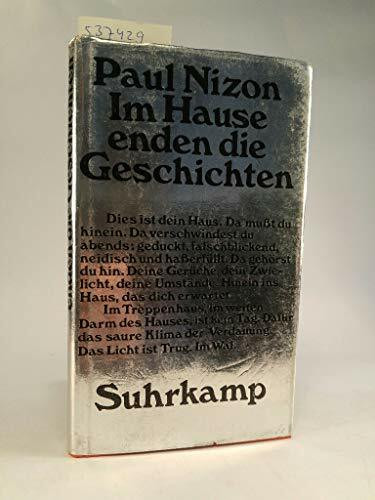 537429
Paul Nizon
Im Hause
enden die
Geschichten
Dies ist dein Haus. Da mußt du
hinein. Da verschwindest du
abends: geduckt, falschblickend,
neidisch und haßerfüllt. Da gehörst
du hin. Deine Gerüche, dein Zwie-
licht, deine Umstände. Hinein ins
Haus, das dich erwartet.
Im Treppenhaus, im weiten
Darm des Hauses, ist kein Tag. Dafür
das saure Klima der Verdauung.
Das Licht ist Trug. Im Wal.
Suhrkamp